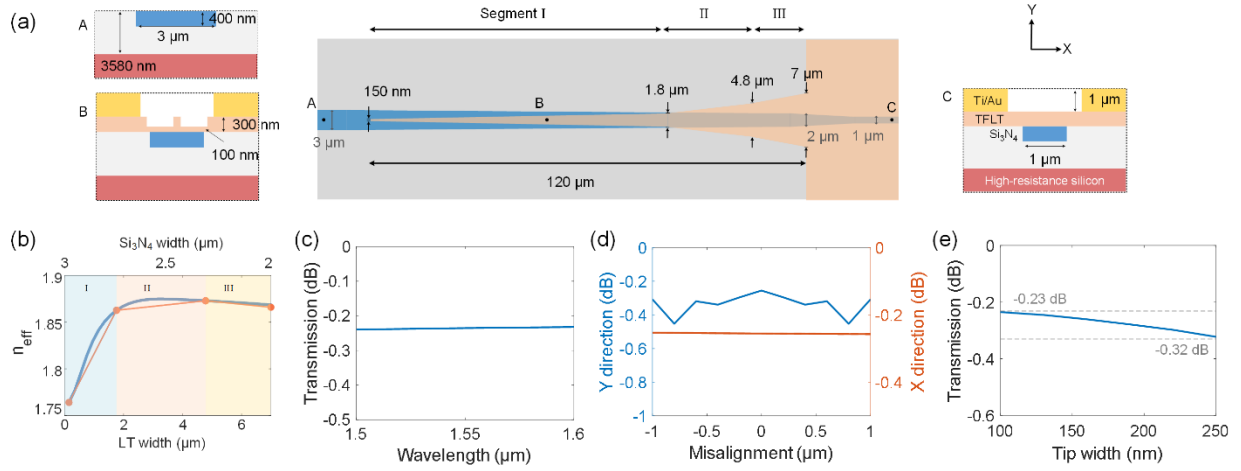 (a)
A
400 nm
3 µm
3580 nm
B
300 nm
100 nm
Segment I
II
III
A
150 nm
3 µm
B
1.8 µm
4.8 µm
7 µm
2 µm
1 µm
C
120 µm
Y
X
C
Ti/Au
1 µm
TFLT
Si₃N₄
1 µm
High-resistance silicon
(b)
Si₃N₄ width (µm)
3 2.5 2
I II III
1.9
1.85
1.8
1.75
n_eff
0 2 4 6
LT width (µm)
(c)
Transmission (dB)
0
-0.1
-0.2
-0.3
-0.4
-0.5
1.5 1.55 1.6
Wavelength (µm)
(d)
Y direction (dB)
0
-0.2
-0.4
-0.6
-0.8
-1
-1 -0.5 0 0.5 1
Misalignment (µm)
0
-0.2
-0.4
X direction (dB)
(e)
Transmission (dB)
0
-0.2
-0.4
-0.6
-0.23 dB
-0.32 dB
100 150 200 250
Tip width (nm)